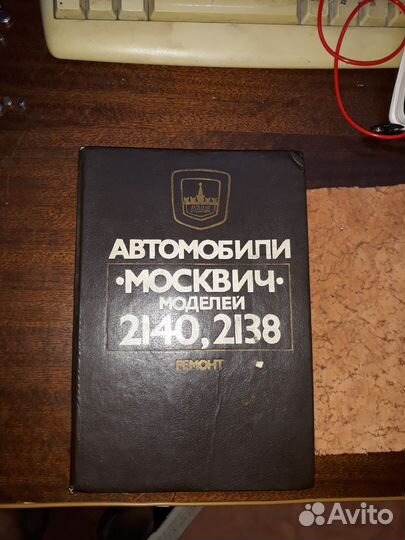 АВТОМОБИЛИ
·МОСКВИЧ·
МОДЕЛЕЙ
2140, 2138
РЕМОНТ
Avito